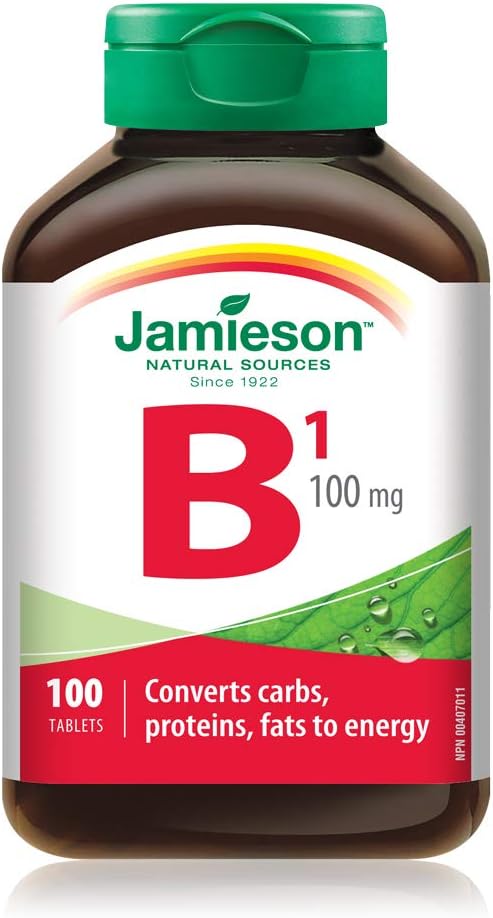 Jamieson™
NATURAL SOURCES
Since 1922
B1
100 mg
100
TABLETS
Converts carbs,
proteins, fats to energy
NPN 00407011